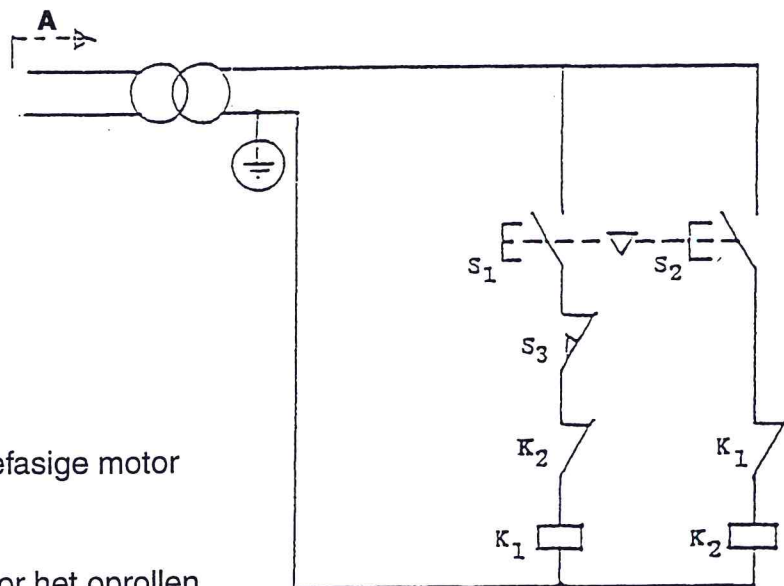 A
S1
S2
S3
K2
K1
efasige motor
K1
K2
or het oprollen